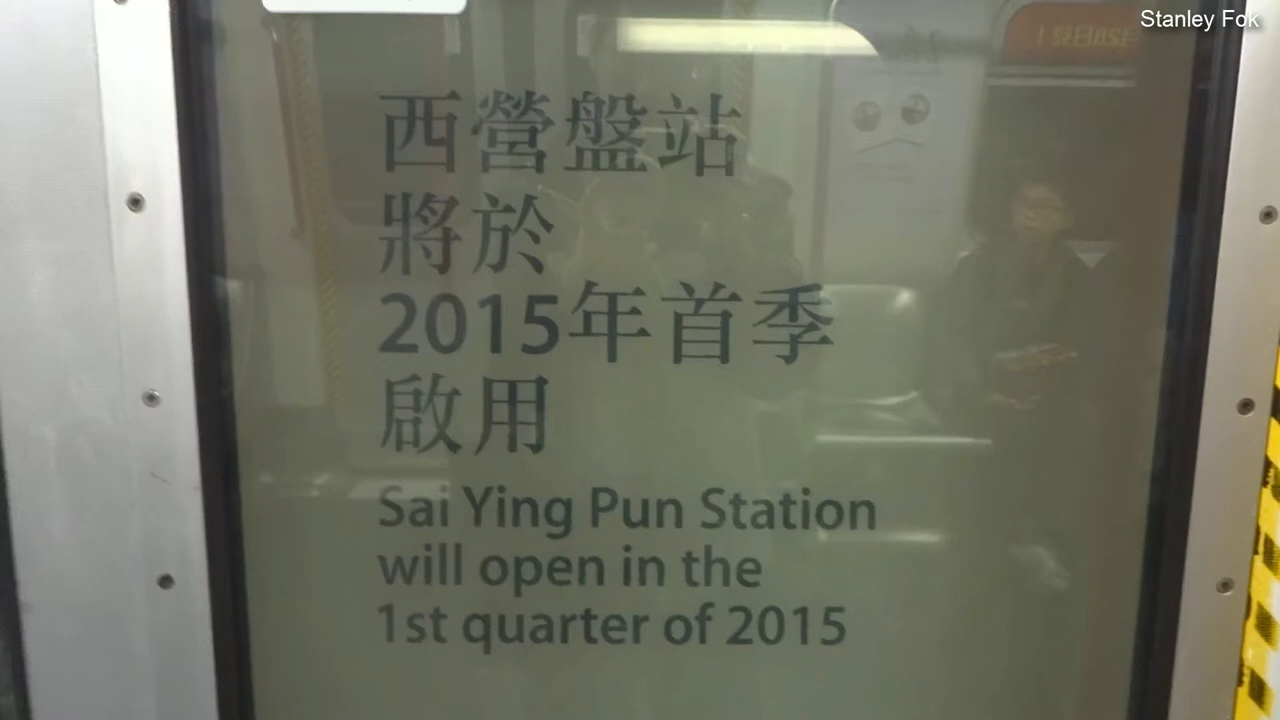 Stanley Fok
西營盤站
將於
2015年首季
啟用
Sai Ying Pun Station
will open in the
1st quarter of 2015